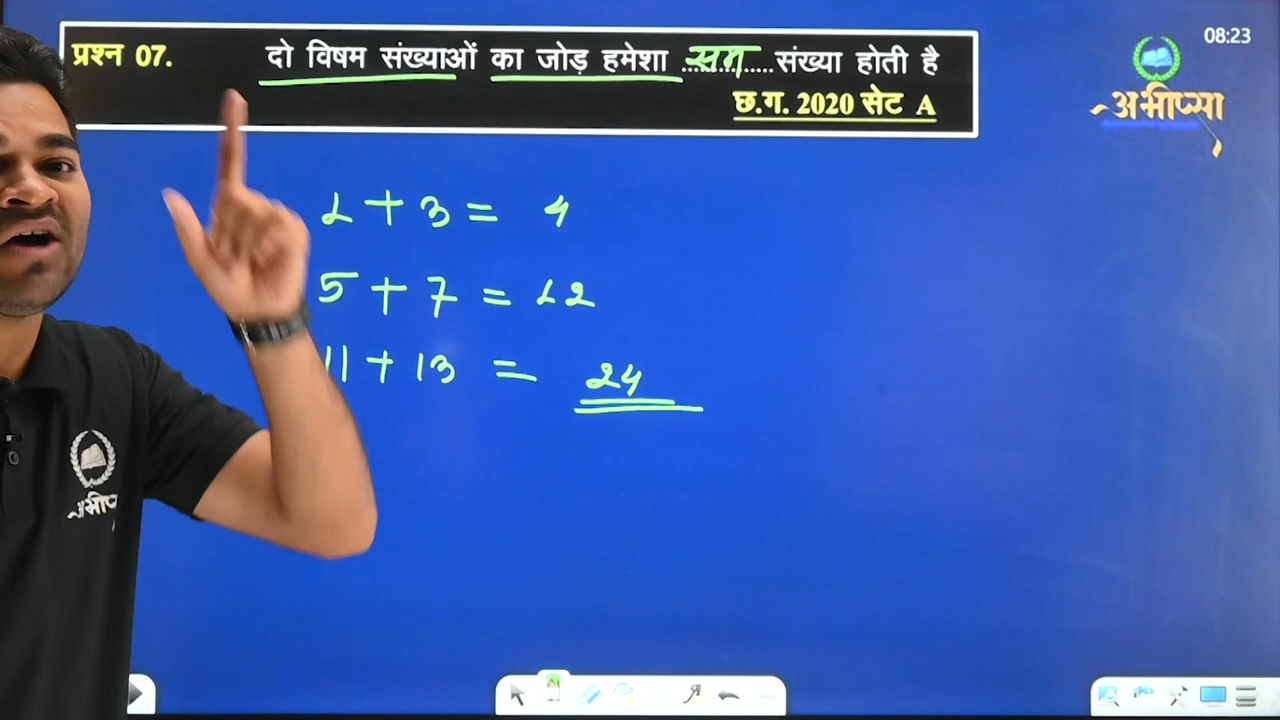 08:23
प्रश्न 07. दो विषम संख्याओं का जोड़ हमेशा ..सम.... संख्या होती है
छ.ग. 2020 सेट A
अभीप्सा
1 + 3 = 4
5 + 7 = 12
11 + 13 = 24
अभीप्सा